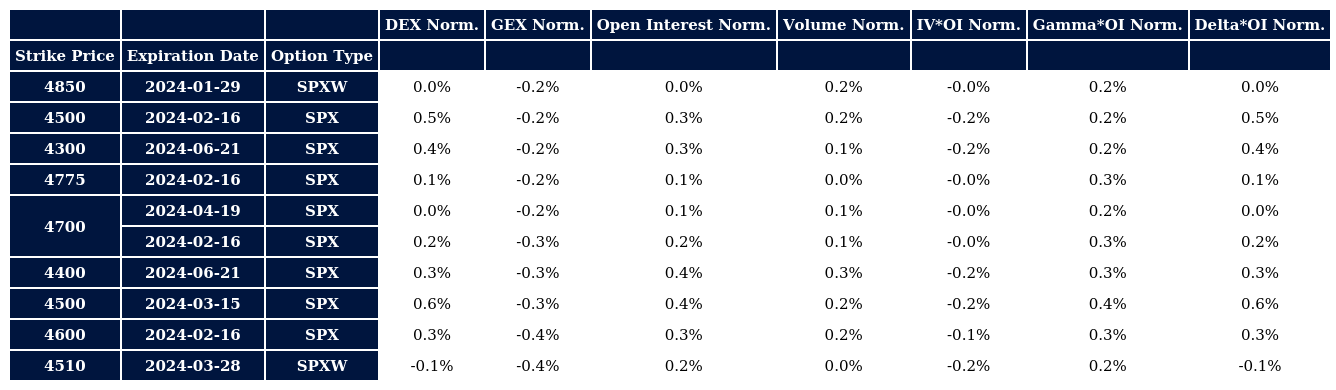 DEX Norm. GEX Norm. Open Interest Norm. Volume Norm. IV*OI Norm. Gamma*OI Norm. Delta*OI Norm.
Strike Price Expiration Date Option Type
4850 2024-01-29 SPXW 0.0% -0.2% 0.0% 0.2% -0.0% 0.2% 0.0%
4500 2024-02-16 SPX 0.5% -0.2% 0.3% 0.2% -0.2% 0.2% 0.5%
4300 2024-06-21 SPX 0.4% -0.2% 0.3% 0.1% -0.2% 0.2% 0.4%
4775 2024-02-16 SPX 0.1% -0.2% 0.1% 0.0% -0.0% 0.3% 0.1%
4700 2024-04-19 SPX 0.0% -0.2% 0.1% 0.1% -0.0% 0.2% 0.0%
2024-02-16 SPX 0.2% -0.3% 0.2% 0.1% -0.0% 0.3% 0.2%
4400 2024-06-21 SPX 0.3% -0.3% 0.4% 0.3% -0.2% 0.3% 0.3%
4500 2024-03-15 SPX 0.6% -0.3% 0.4% 0.2% -0.2% 0.4% 0.6%
4600 2024-02-16 SPX 0.3% -0.4% 0.3% 0.2% -0.1% 0.3% 0.3%
4510 2024-03-28 SPXW -0.1% -0.4% 0.2% 0.0% -0.2% 0.2% -0.1%